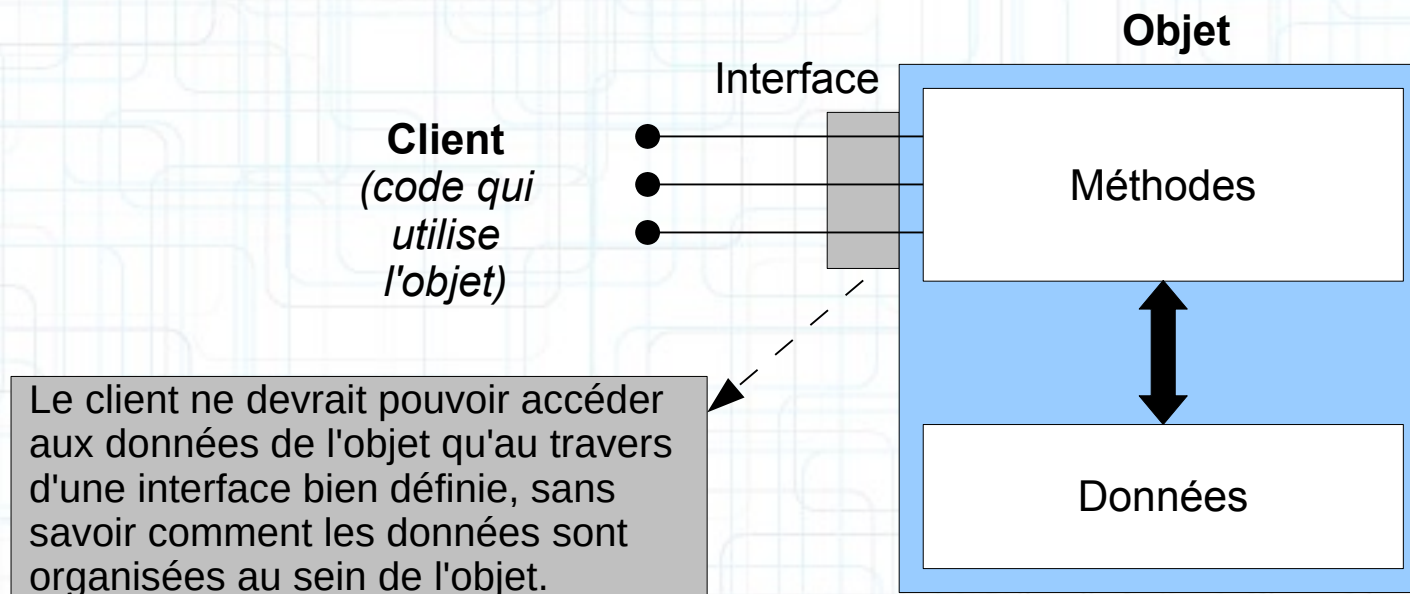 Objet
Interface
Client
(code qui
utilise
l'objet)
Méthodes
Le client ne devrait pouvoir accéder
aux données de l'objet qu'au travers
d'une interface bien définie, sans
savoir comment les données sont
organisées au sein de l'objet.
Données